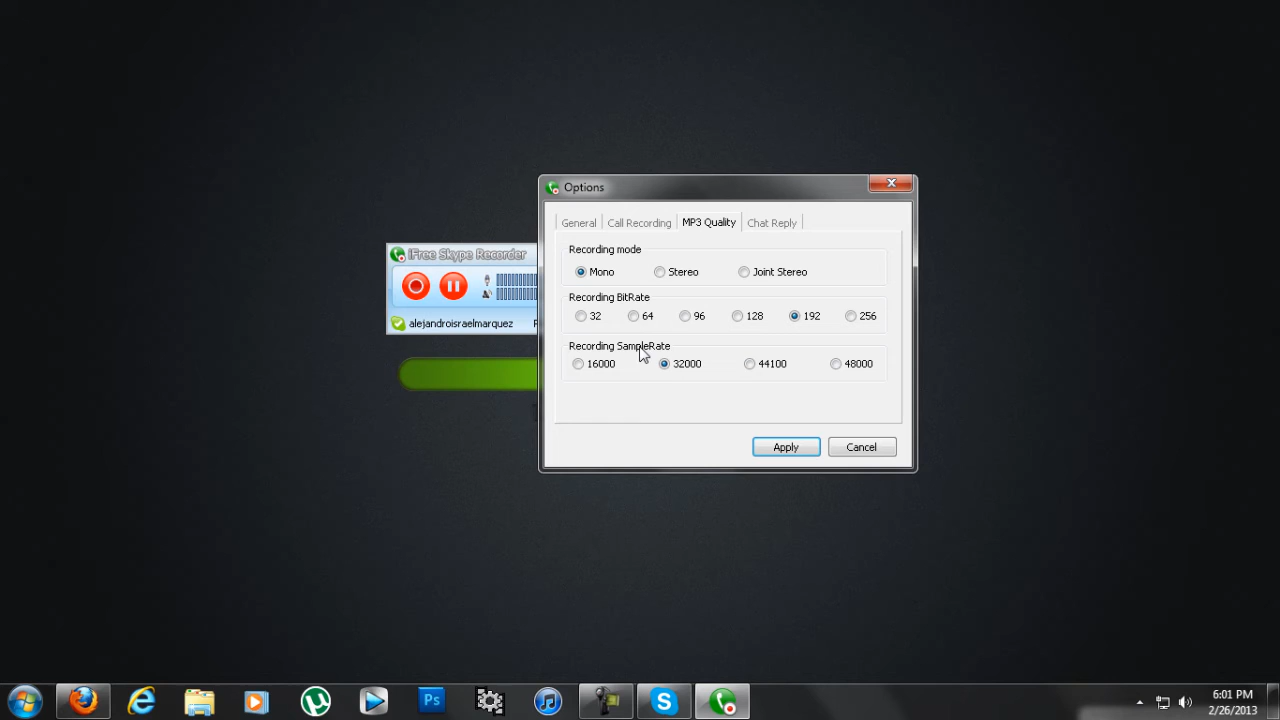 Options
General Call Recording MP3 Quality Chat Reply
Recording mode
Mono Stereo Joint Stereo
Recording BitRate
32 64 96 128 192 256
Recording SampleRate
16000 32000 44100 48000
Apply Cancel
iFree Skype Recorder
alejandroisraelmarquez
Ps
6:01 PM
2/26/2013